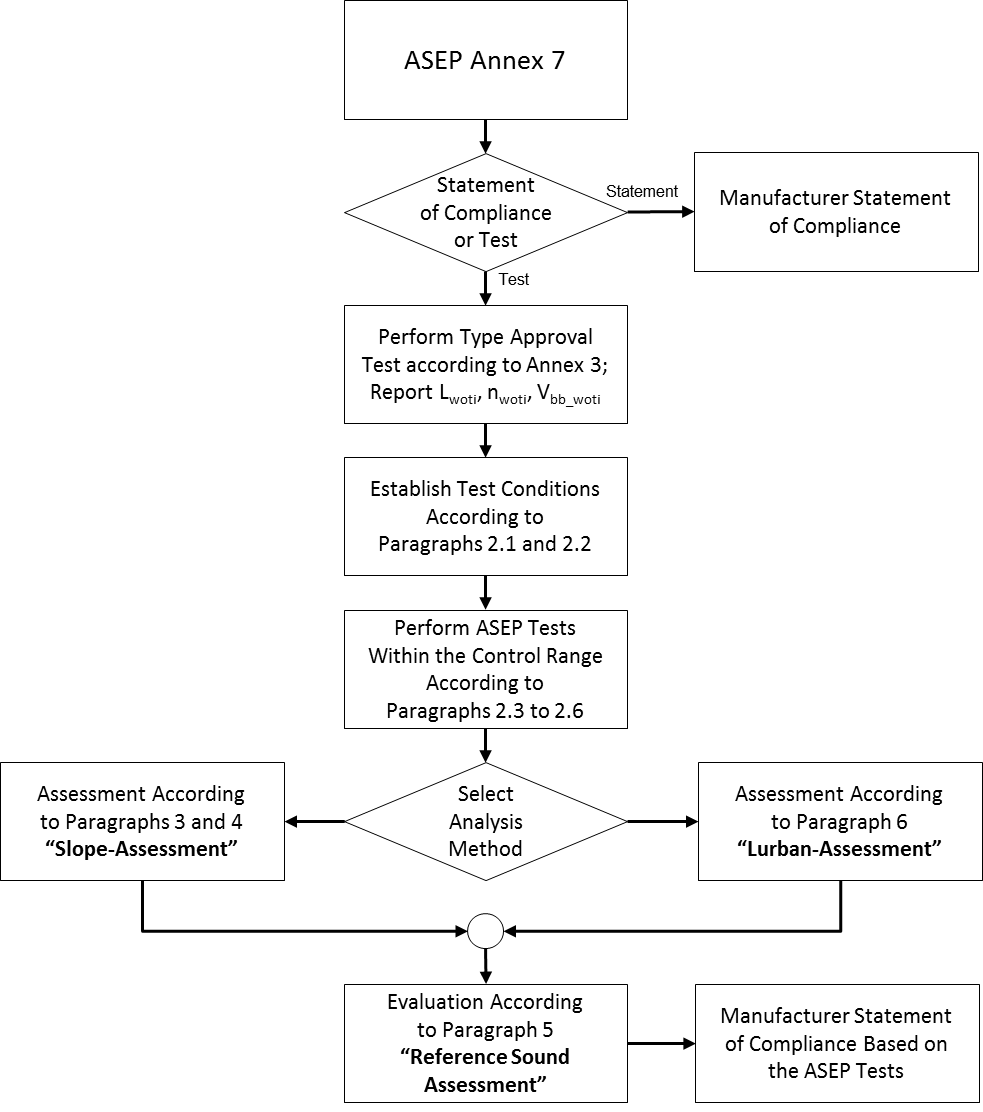 ASEP Annex 7
Statement
of Compliance
or Test
Statement
Manufacturer Statement
of Compliance
Test
Perform Type Approval
Test according to Annex 3;
Report Lwoti, nwoti, Vbb_woti
Establish Test Conditions
According to
Paragraphs 2.1 and 2.2
Perform ASEP Tests
Within the Control Range
According to
Paragraphs 2.3 to 2.6
Assessment According
to Paragraphs 3 and 4
“Slope-Assessment”
Select
Analysis
Method
Assessment According
to Paragraph 6
“Lurban-Assessment”
Evaluation According
to Paragraph 5
“Reference Sound
Assessment”
Manufacturer Statement
of Compliance Based on
the ASEP Tests